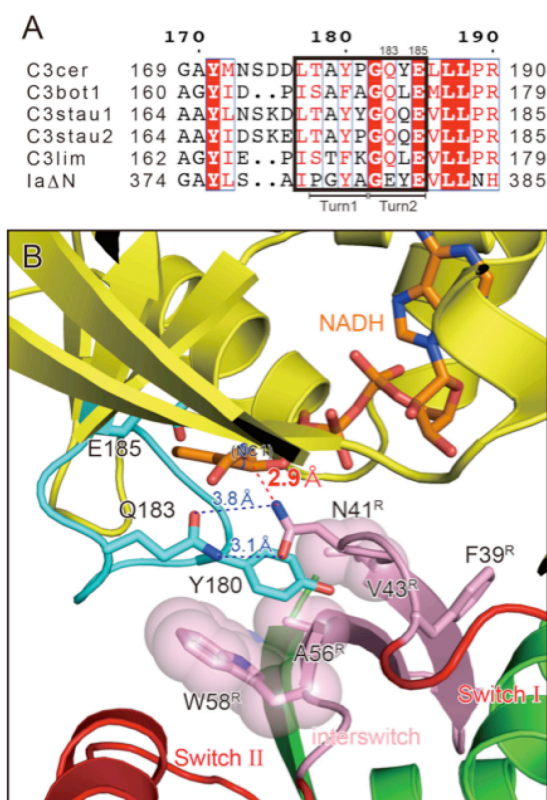 A
170 180 183 185 190
C3cer 169 GAYMNSDDLTAYPGQYELLLPR 190
C3bot1 160 AGYID..PISAFAGQLEMLLPR 179
C3stau1 164 AAYLNSKDLTAYYGQQEVLLPR 185
C3stau2 164 AAYIDSKELTAYPGQQEVLLPR 185
C3lim 162 AGYIE..PISTFKGQLEVLLPR 179
IaΔN 374 GAYLS..AIPGYAGEYEVLLNH 385
Turn1 Turn2
B
NADH
E185
(NC1)
2.9 Å
Q183
3.8 Å
N41ᴿ
3.1 Å
F39ᴿ
Y180
V43ᴿ
A56ᴿ
W58ᴿ
Switch I
interswitch
Switch II